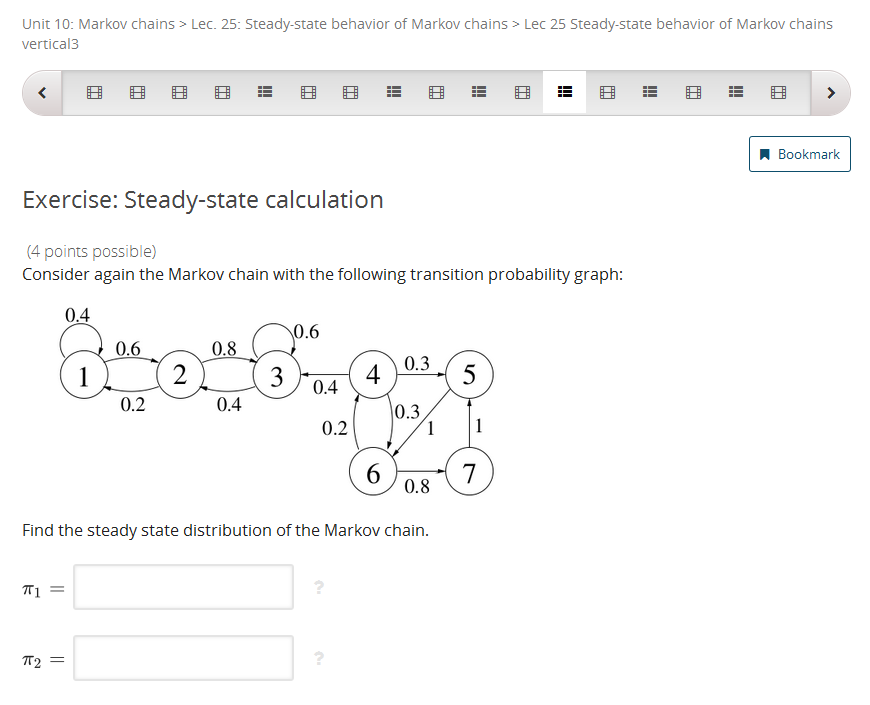 Unit 10: Markov chains > Lec. 25: Steady-state behavior of Markov chains > Lec 25 Steady-state behavior of Markov chains
vertical3
Bookmark
Exercise: Steady-state calculation
(4 points possible)
Consider again the Markov chain with the following transition probability graph:
0.4
0.6
0.6
0.8
0.3
1
2
3
4
5
0.4
0.2
0.4
0.3
0.2
1
1
6
7
0.8
Find the steady state distribution of the Markov chain.
π1 =
?
π2 =
?